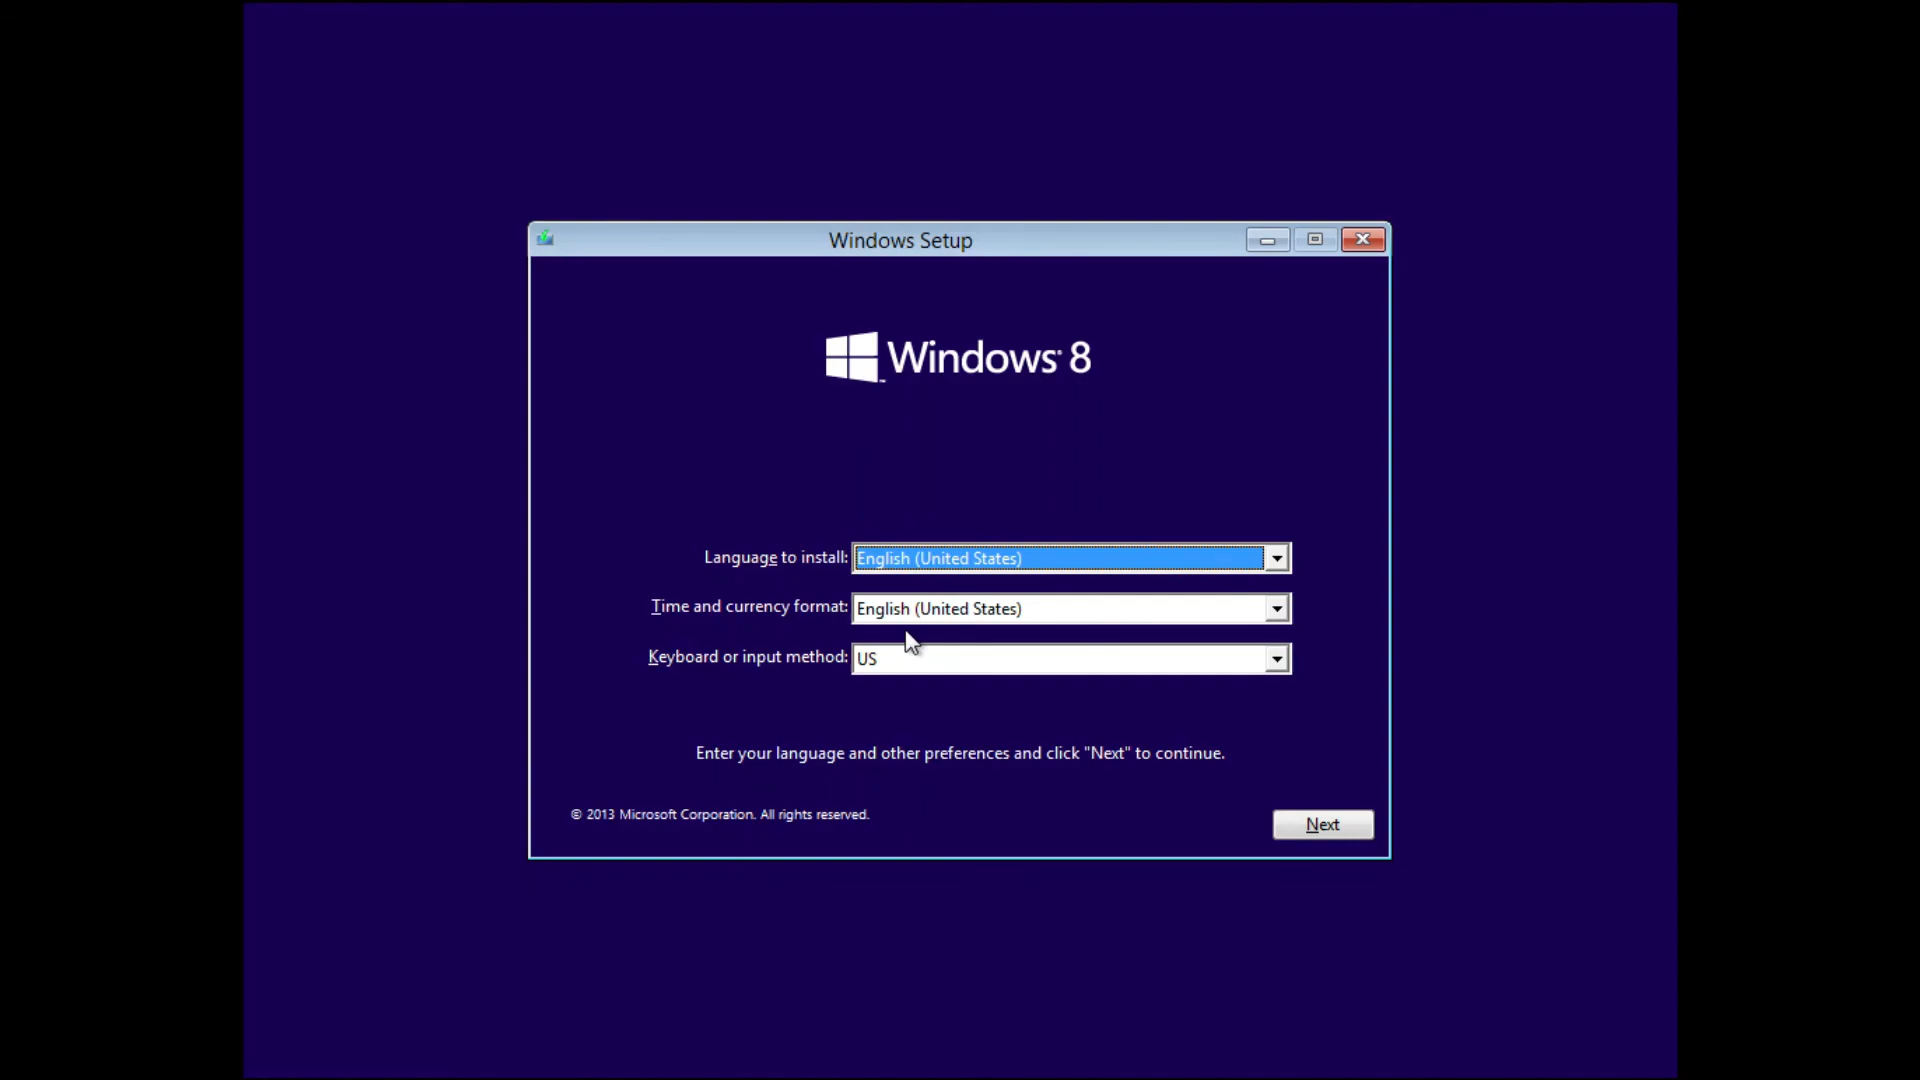 Windows Setup
Windows® 8
Language to install: English (United States)
Time and currency format: English (United States)
Keyboard or input method: US
Enter your language and other preferences and click "Next" to continue.
© 2013 Microsoft Corporation. All rights reserved.
Next